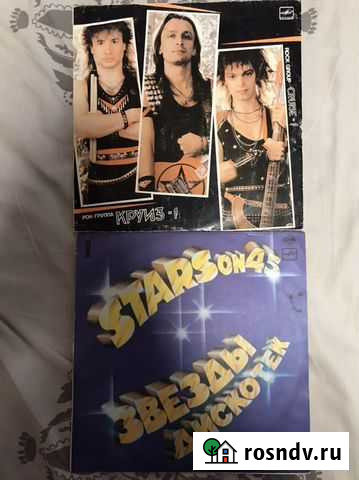 ROCK GROUP CRUISE-1
РОК-ГРУППА КРУИЗ-1
STARS ON 45
ЗВЕЗДЫ
ДИСКОТЕК
rosndv.ru